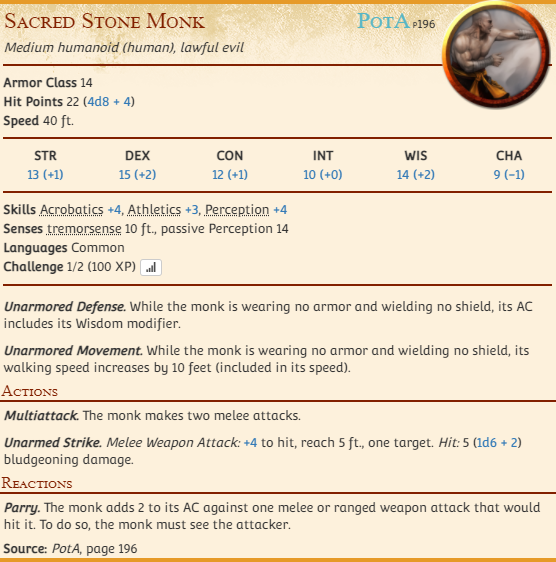 Sacred Stone Monk PotA p196
Medium humanoid (human), lawful evil
Armor Class 14
Hit Points 22 (4d8 + 4)
Speed 40 ft.
STR DEX CON INT WIS CHA
13 (+1) 15 (+2) 12 (+1) 10 (+0) 14 (+2) 9 (−1)
Skills Acrobatics +4, Athletics +3, Perception +4
Senses tremorsense 10 ft., passive Perception 14
Languages Common
Challenge 1/2 (100 XP)
Unarmored Defense. While the monk is wearing no armor and wielding no shield, its AC
includes its Wisdom modifier.
Unarmored Movement. While the monk is wearing no armor and wielding no shield, its
walking speed increases by 10 feet (included in its speed).
Actions
Multiattack. The monk makes two melee attacks.
Unarmed Strike. Melee Weapon Attack: +4 to hit, reach 5 ft., one target. Hit: 5 (1d6 + 2)
bludgeoning damage.
Reactions
Parry. The monk adds 2 to its AC against one melee or ranged weapon attack that would
hit it. To do so, the monk must see the attacker.
Source: PotA, page 196